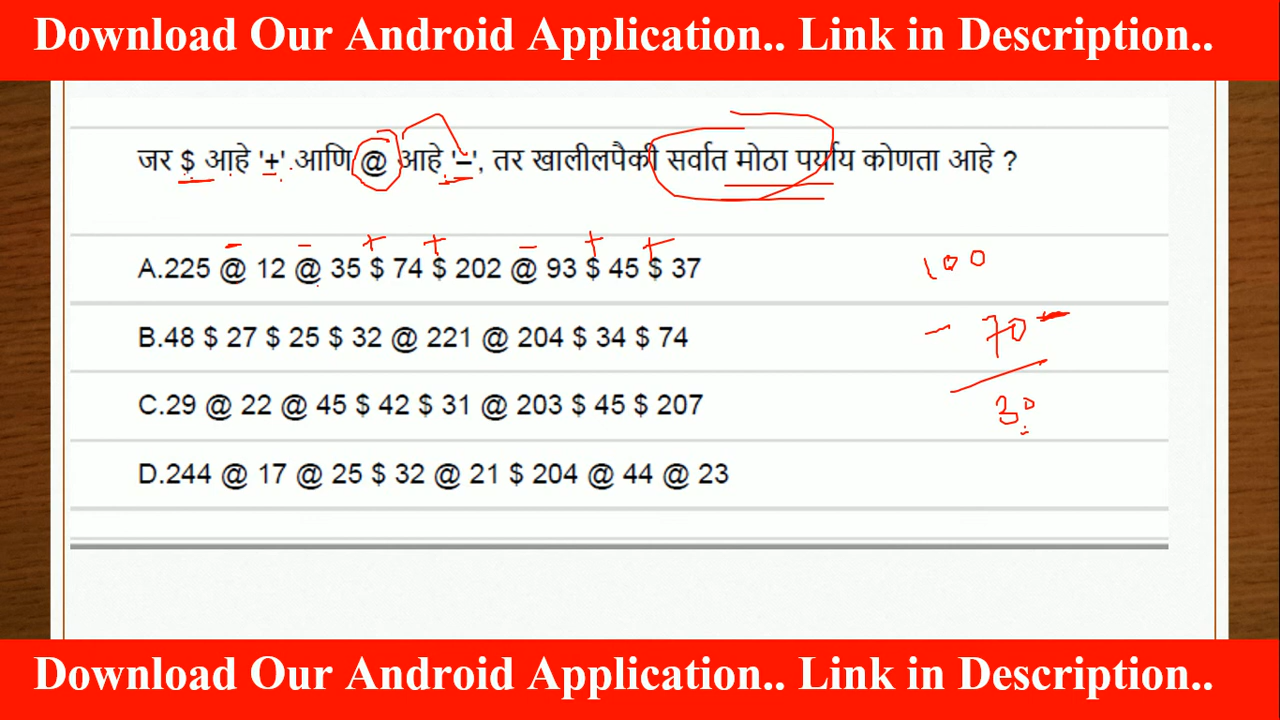 Download Our Android Application.. Link in Description..
जर $ आहे '+' आणि @ आहे '−', तर खालीलपैकी सर्वात मोठा पर्याय कोणता आहे ?
− − + + − + +
A.225 @ 12 @ 35 $ 74 $ 202 @ 93 $ 45 $ 37
100
B.48 $ 27 $ 25 $ 32 @ 221 @ 204 $ 34 $ 74
− 70 −
C.29 @ 22 @ 45 $ 42 $ 31 @ 203 $ 45 $ 207
30
D.244 @ 17 @ 25 $ 32 @ 21 $ 204 @ 44 @ 23
Download Our Android Application.. Link in Description..